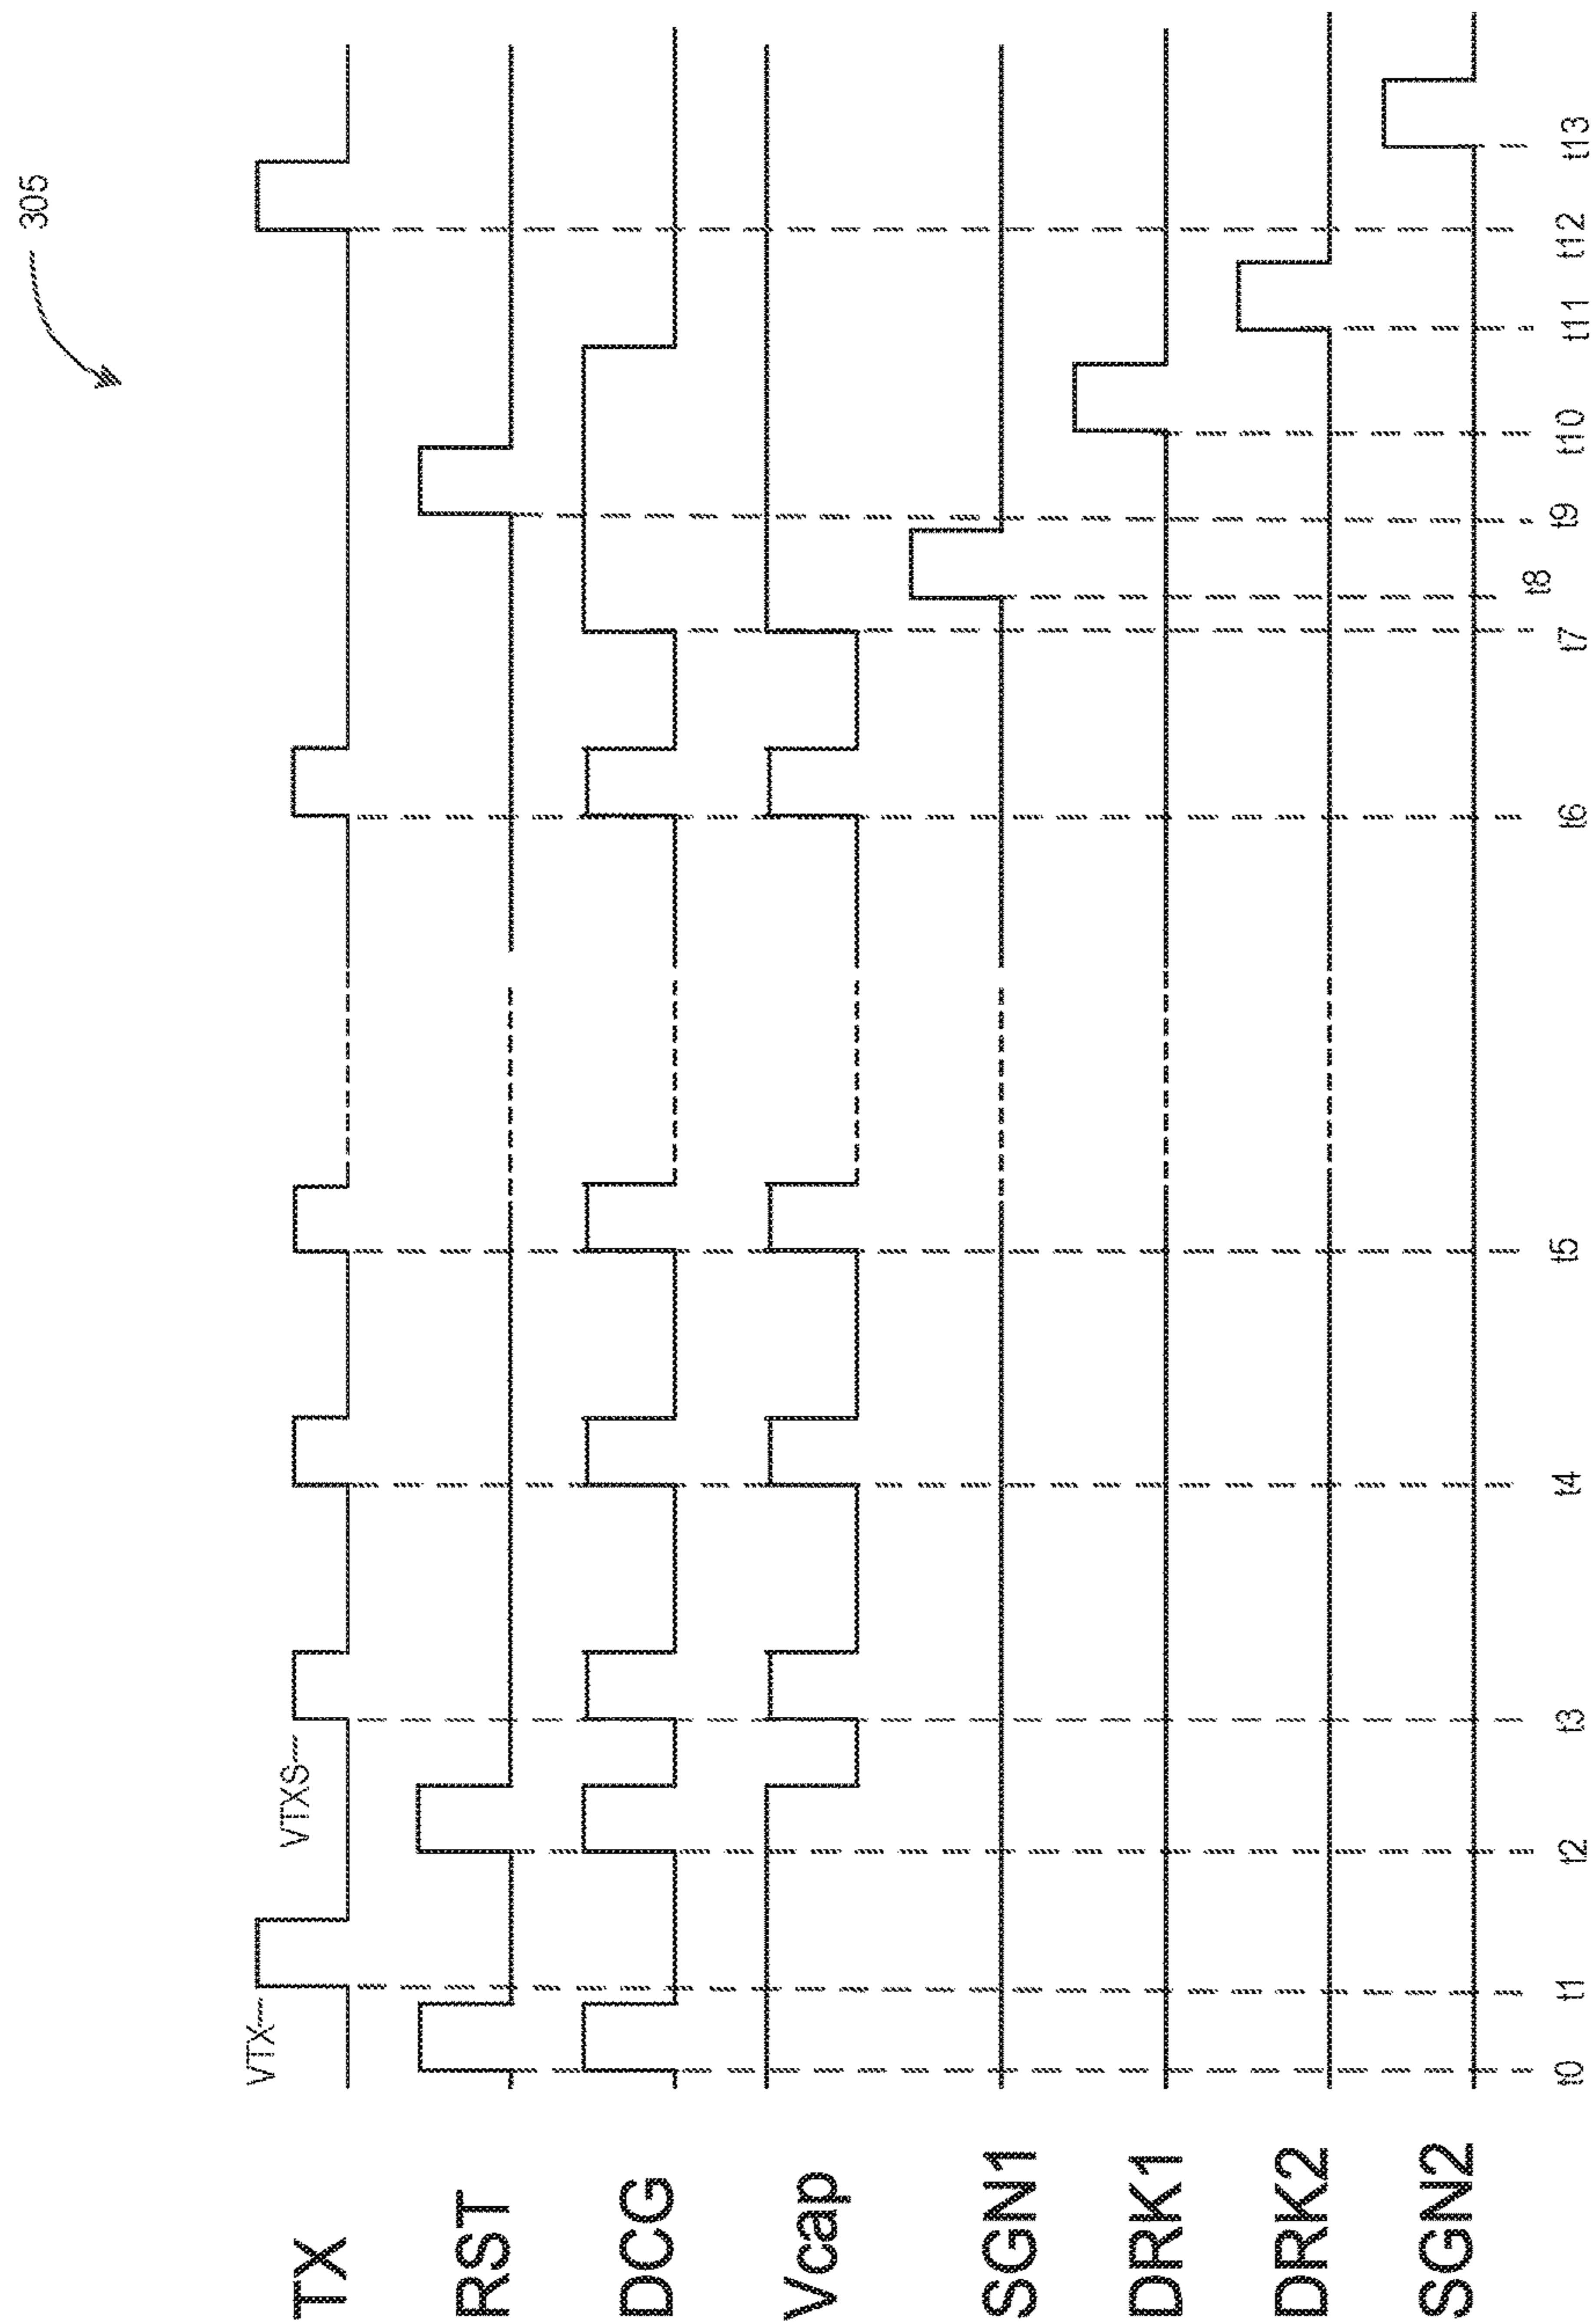 305
VTX
VTXS
TX
RST
DCG
Vcap
SGN1
DRK1
DRK2
SGN2
t0 t1 t2 t3 t4 t5 t6 t7 t8 t9 t10 t11 t12 t13